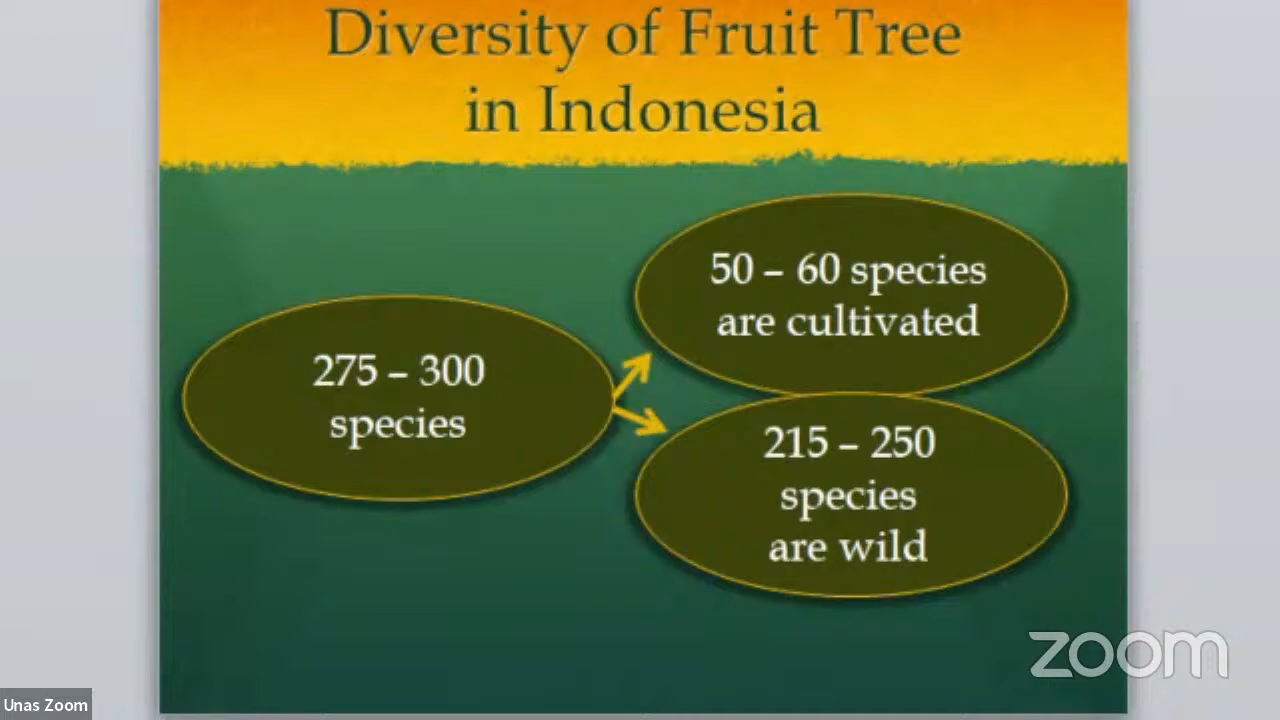 Diversity of Fruit Tree
in Indonesia
275 – 300
species
50 – 60 species
are cultivated
215 – 250
species
are wild
zoom
Unas Zoom